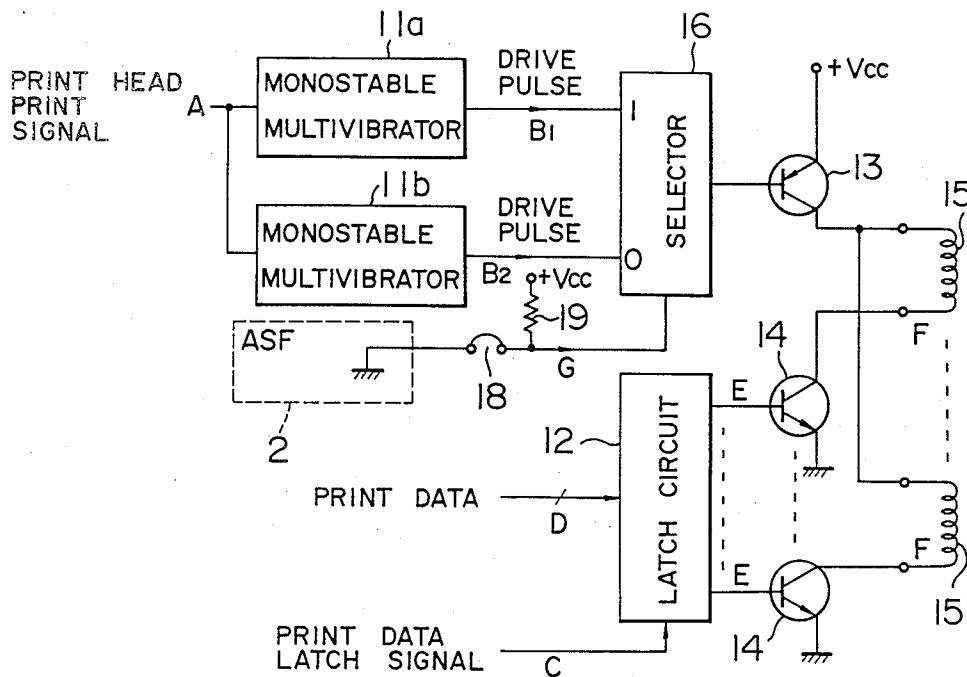 11a
16
PRINT HEAD
PRINT
SIGNAL
A
MONOSTABLE
MULTIVIBRATOR
DRIVE
PULSE
B1
1
+Vcc
13
11b
MONOSTABLE
MULTIVIBRATOR
DRIVE
PULSE
B2
0
SELECTOR
15
+Vcc
19
ASF
18
G
F
2
14
12
LATCH CIRCUIT
E
PRINT DATA
D
E
F
15
14
PRINT DATA
LATCH SIGNAL
C